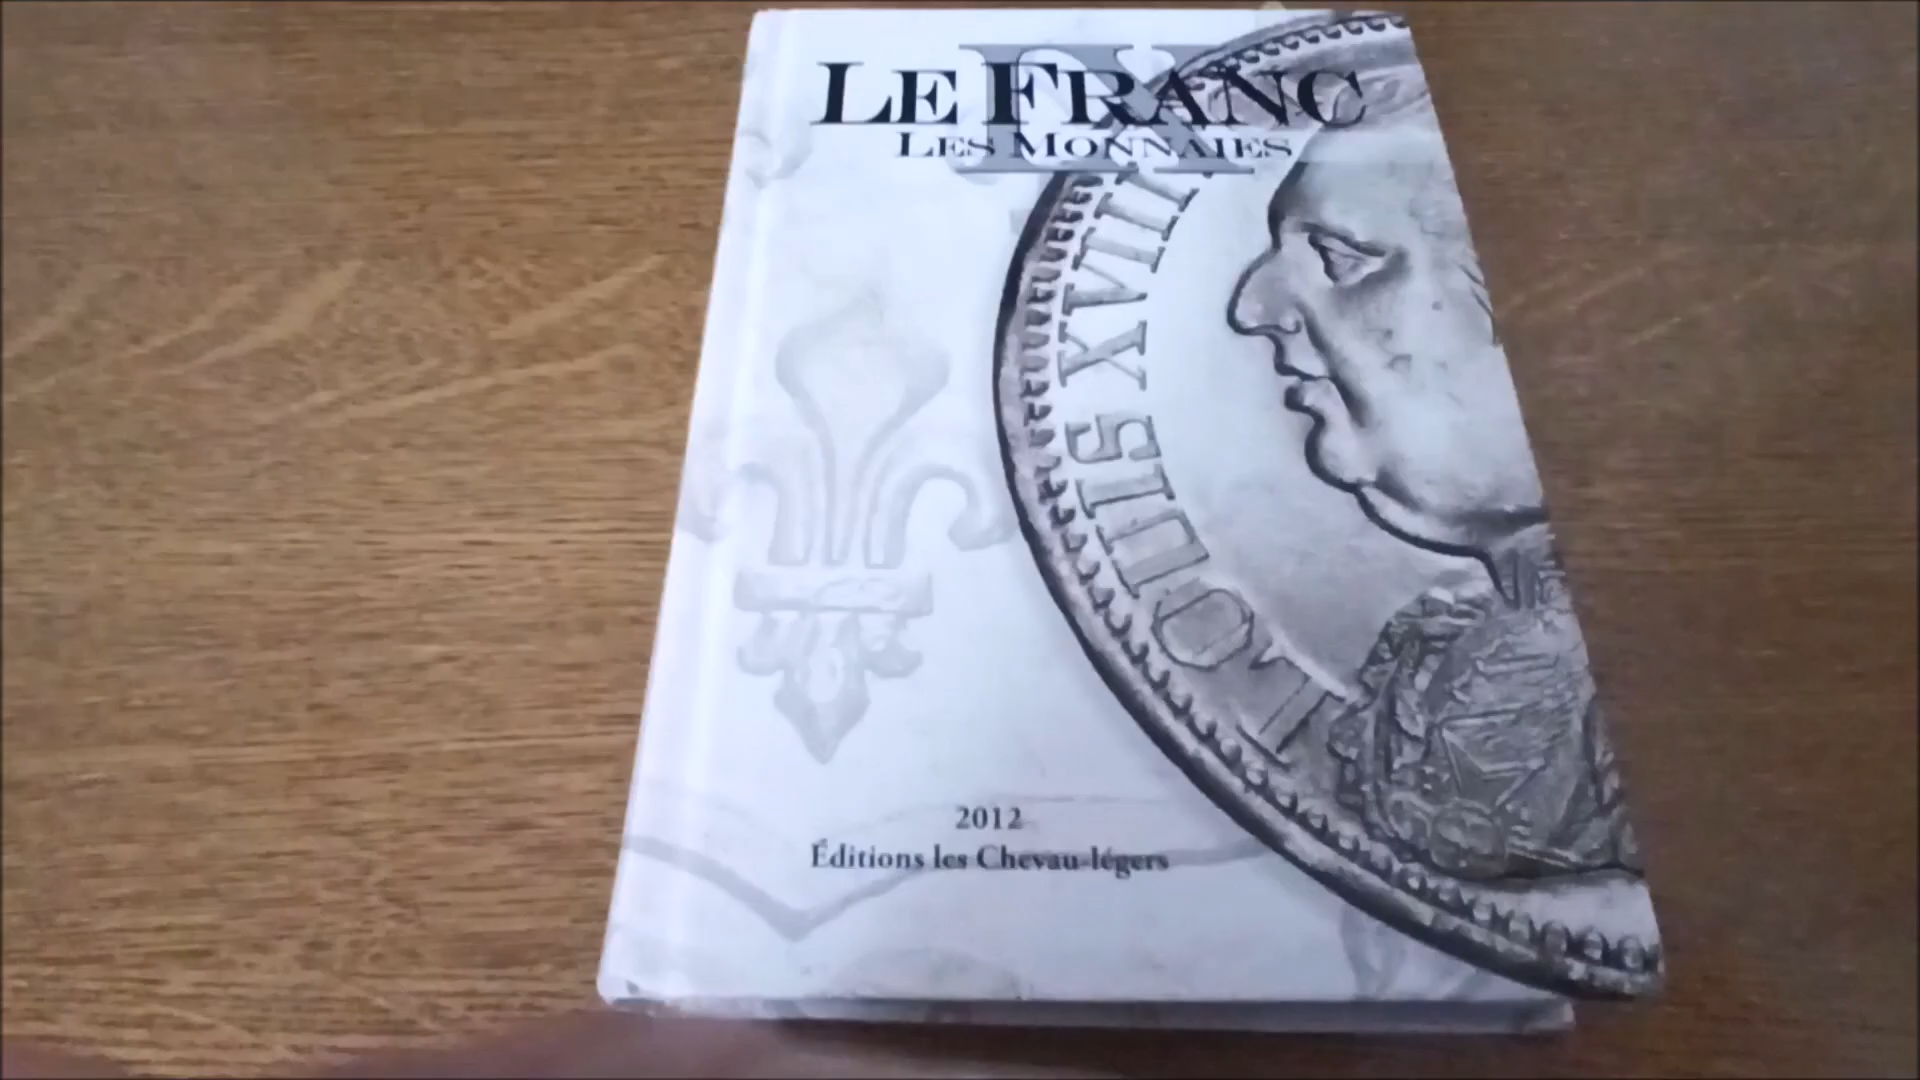 IX
LE FRANC
LES MONNAIES
LOUIS XVIII
2012
Éditions les Chevau-légers